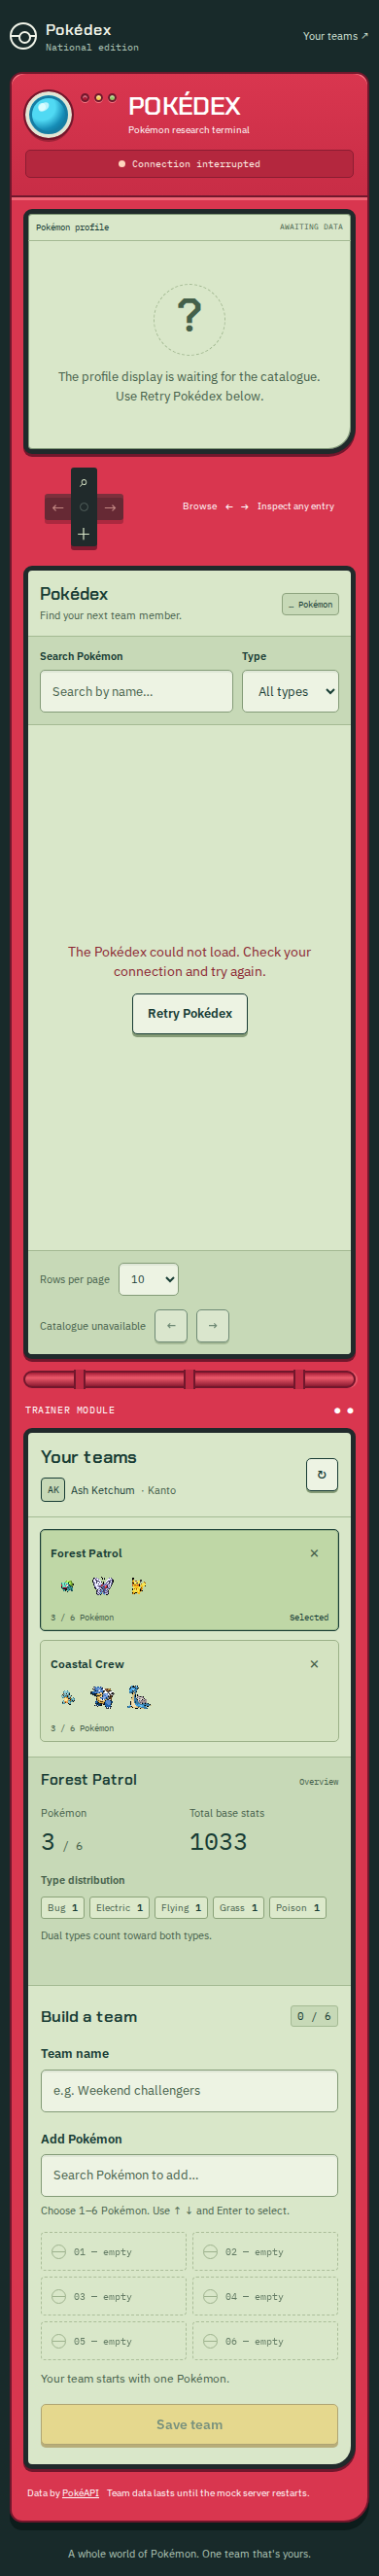 Pokédex
National edition
Your teams ↗
POKÉDEX
Pokémon research terminal
Connection interrupted
Pokémon profile
AWAITING DATA
?
The profile display is waiting for the catalogue.
Use Retry Pokédex below.
Browse ← → Inspect any entry
Pokédex
Find your next team member.
… Pokémon
Search Pokémon
Type
Search by name…
All types
The Pokédex could not load. Check your
connection and try again.
Retry Pokédex
Rows per page
10
Catalogue unavailable
← →
TRAINER MODULE
Your teams
AK Ash Ketchum · Kanto
↻
Forest Patrol ×
3 / 6 Pokémon
Selected
Coastal Crew ×
3 / 6 Pokémon
Forest Patrol
Overview
Pokémon
Total base stats
3 / 6
1033
Type distribution
Bug 1 Electric 1 Flying 1 Grass 1 Poison 1
Dual types count toward both types.
Build a team
0 / 6
Team name
e.g. Weekend challengers
Add Pokémon
Search Pokémon to add…
Choose 1–6 Pokémon. Use ↑ ↓ and Enter to select.
01 — empty
02 — empty
03 — empty
04 — empty
05 — empty
06 — empty
Your team starts with one Pokémon.
Save team
Data by PokéAPI Team data lasts until the mock server restarts.
A whole world of Pokémon. One team that's yours.